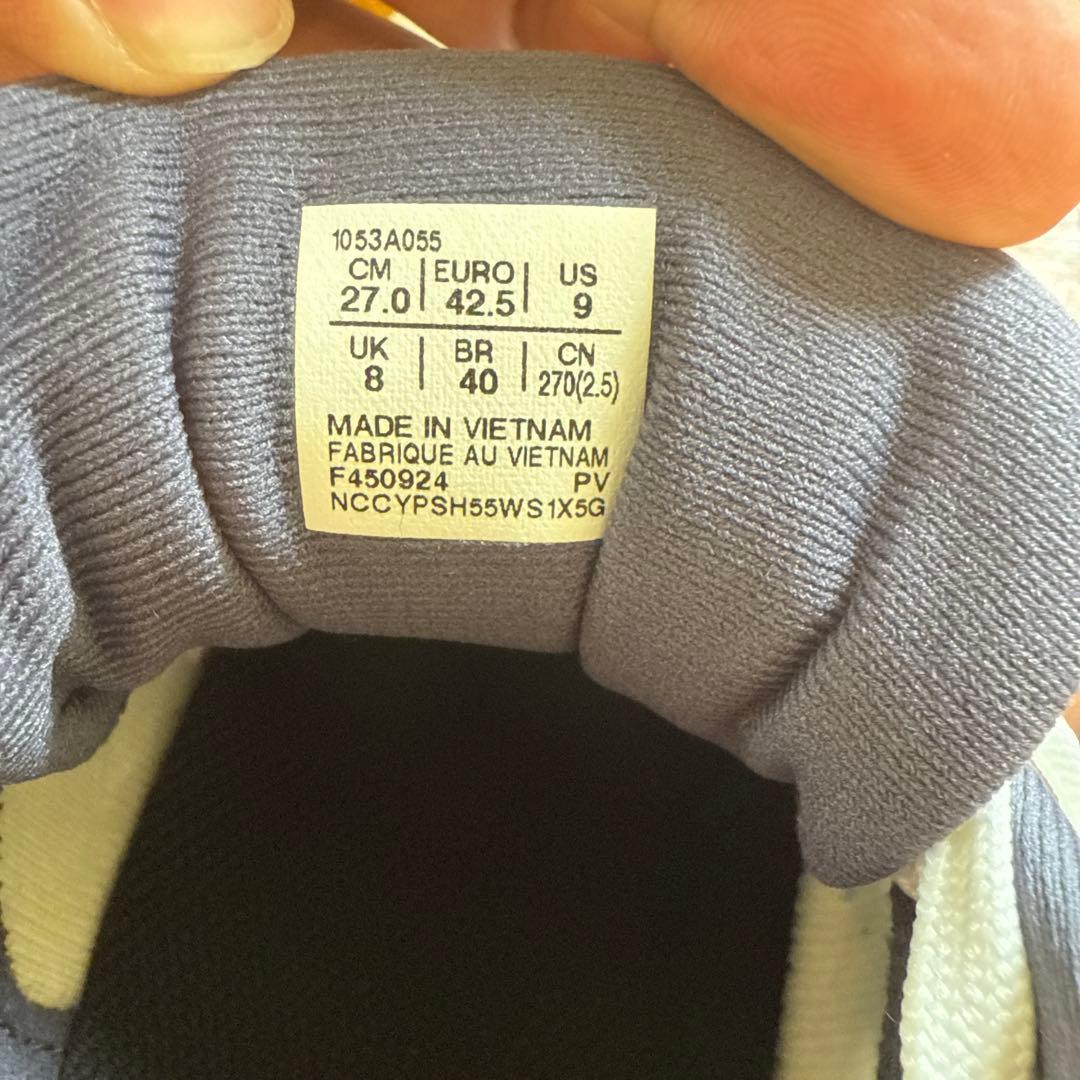 1053A055
CM | EURO | US
27.0 | 42.5 | 9
UK | BR | CN
8 | 40 | 270(2.5)
MADE IN VIETNAM
FABRIQUE AU VIETNAM
F450924 PV
NCCYPSH55WS1X5G